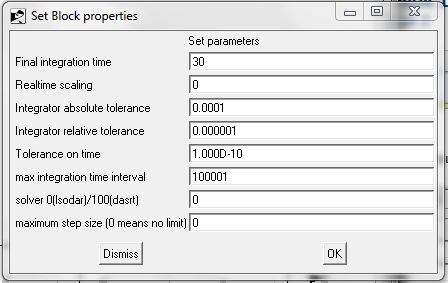 Set Block properties
Set parameters
Final integration time 30
Realtime scaling 0
Integrator absolute tolerance 0.0001
Integrator relative tolerance 0.000001
Tolerance on time 1.000D-10
max integration time interval 100001
solver 0(lsodar)/100(dasrt) 0
maximum step size (0 means no limit) 0
Dismiss OK